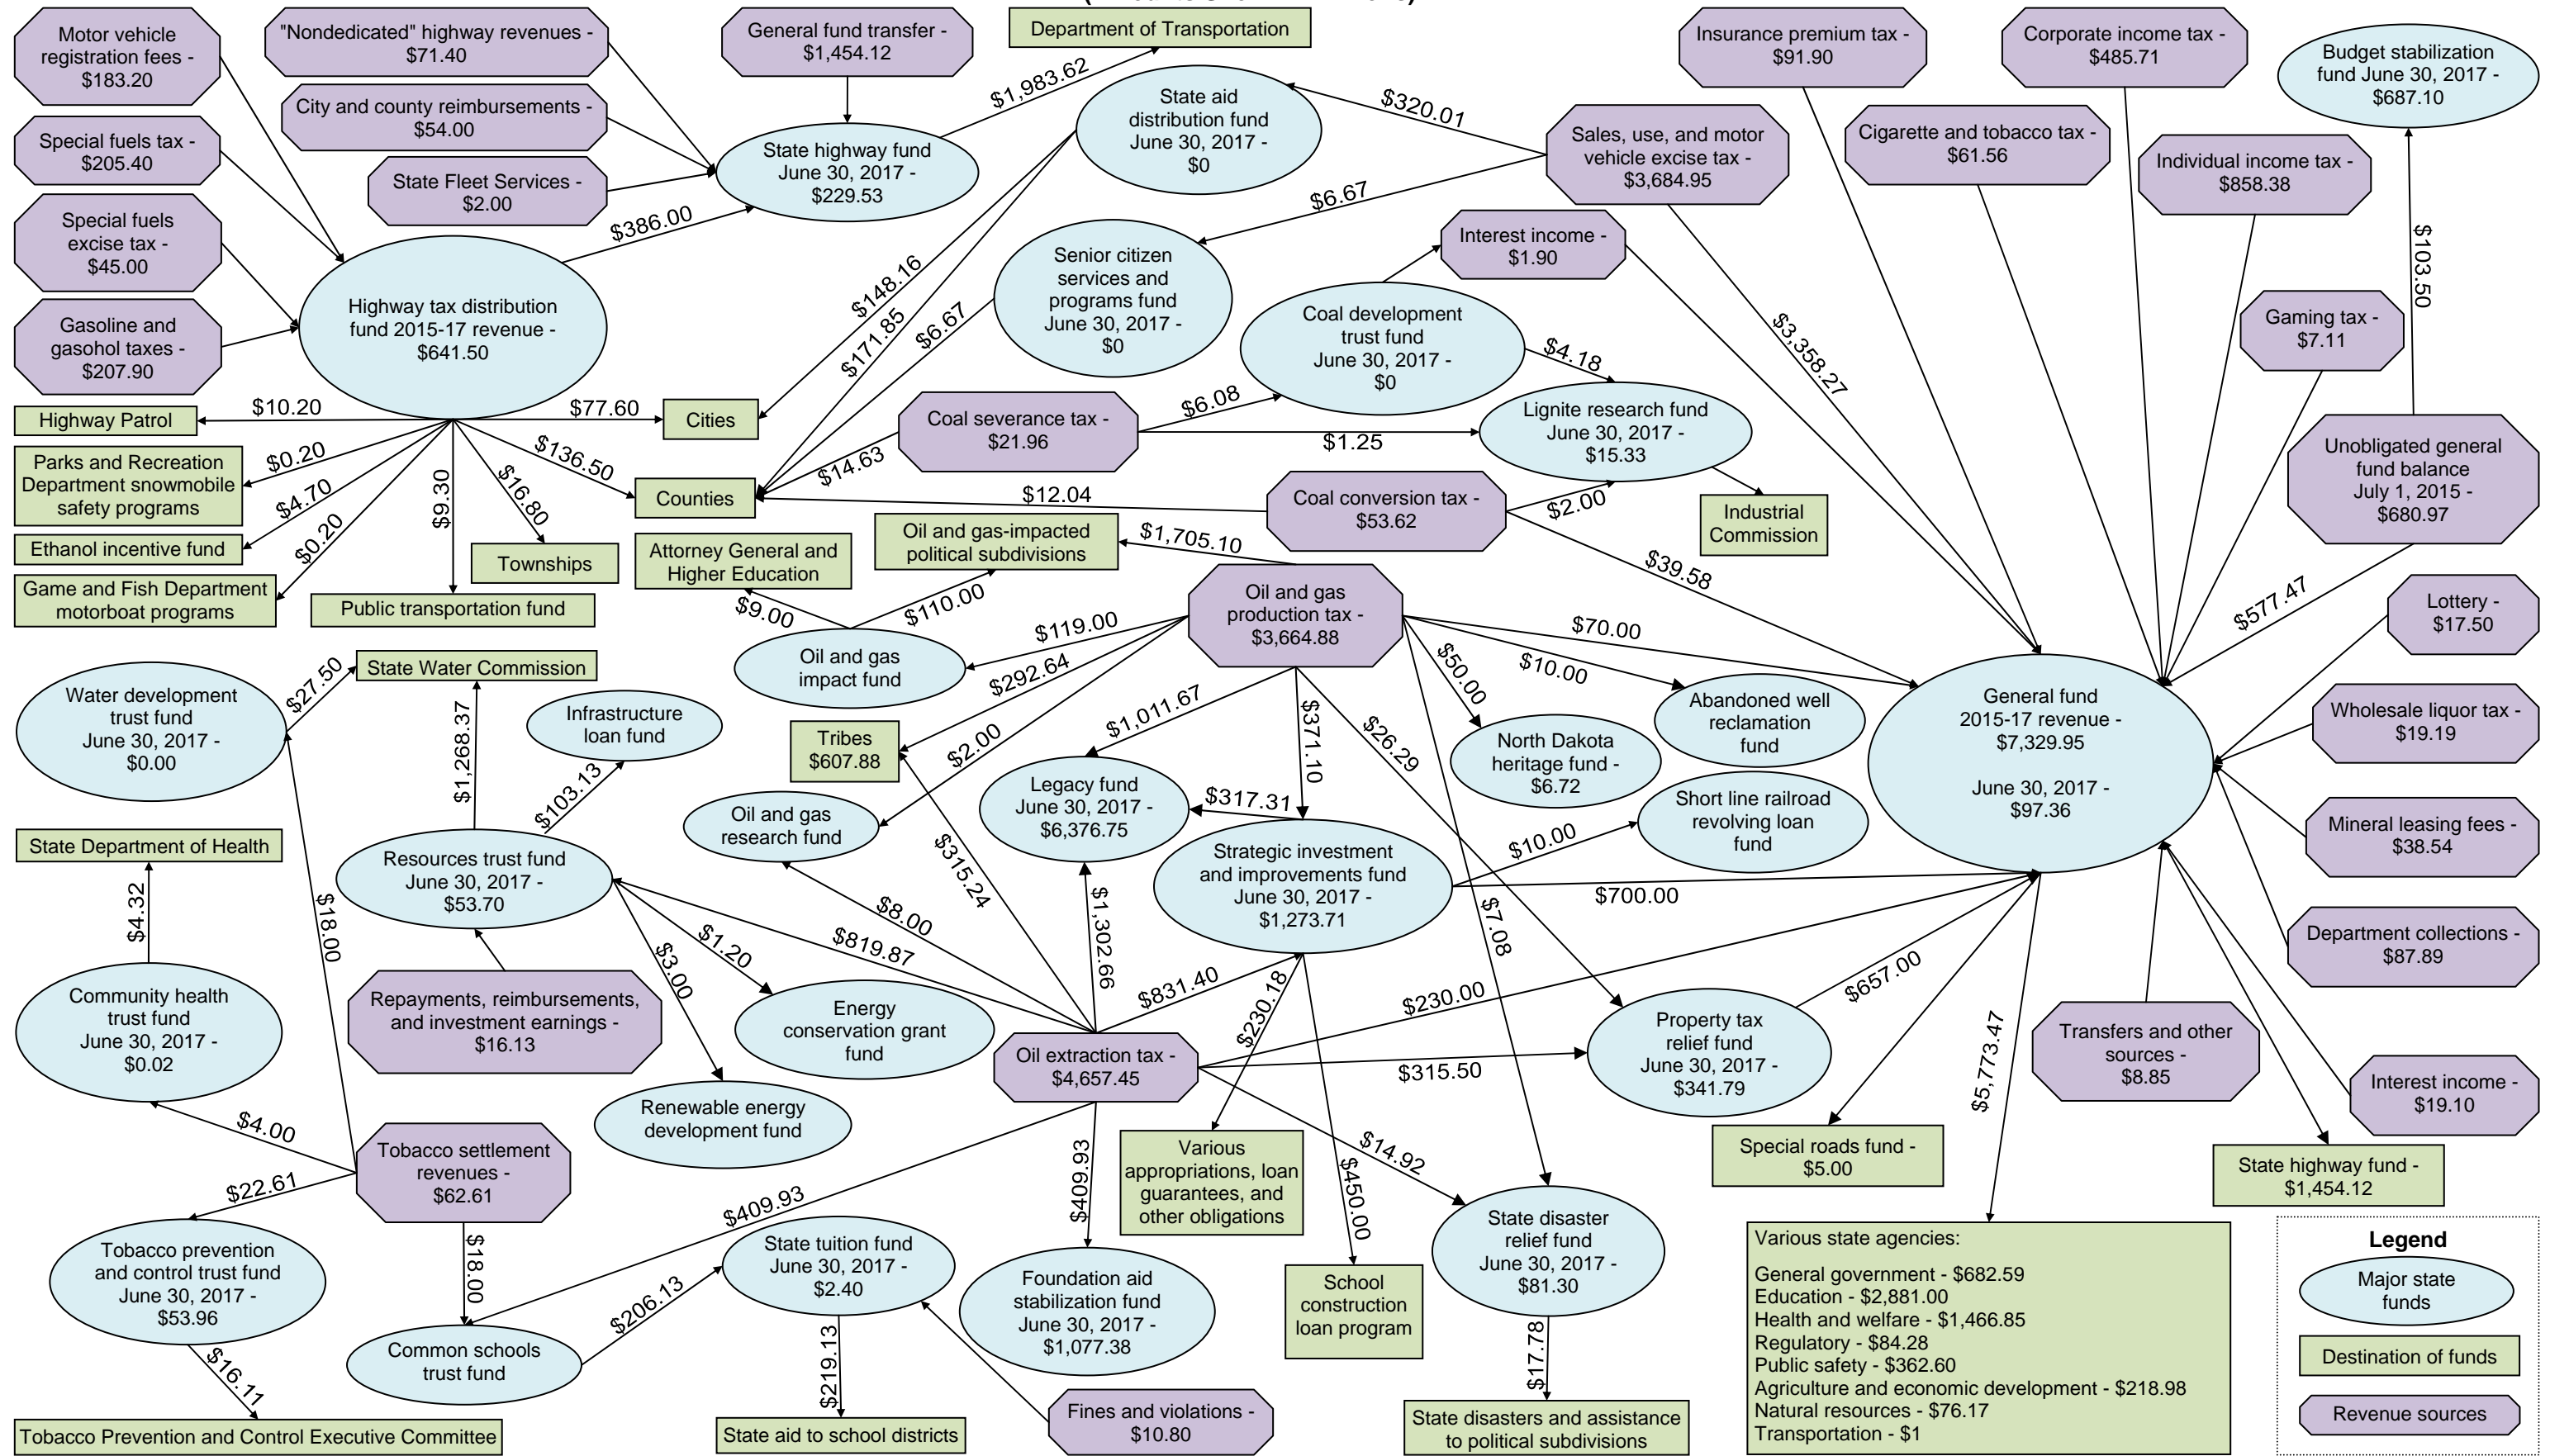 Motor vehicle
registration fees -
$183.20
"Nondedicated" highway revenues -
$71.40
General fund transfer -
$1,454.12
Department of Transportation
Insurance premium tax -
$91.90
Corporate income tax -
$485.71
Budget stabilization
fund June 30, 2017 -
$687.10
City and county reimbursements -
$54.00
$1,983.62
State aid
distribution fund
June 30, 2017 -
$0
$320.01
Sales, use, and motor
vehicle excise tax -
$3,684.95
Cigarette and tobacco tax -
$61.56
Individual income tax -
$858.38
Special fuels tax -
$205.40
State Fleet Services -
$2.00
State highway fund
June 30, 2017 -
$229.53
$386.00
$6.67
Special fuels
excise tax -
$45.00
Highway tax distribution
fund 2015-17 revenue -
$641.50
Gasoline and
gasohol taxes -
$207.90
$148.16
$171.85
$6.67
Senior citizen
services and
programs fund
June 30, 2017 -
$0
Interest income -
$1.90
Coal development
trust fund
June 30, 2017 -
$0
$4.18
$3,358.27
Gaming tax -
$7.11
$103.50
Highway Patrol
$10.20
$77.60
Cities
Coal severance tax -
$21.96
$6.08
$1.25
Lignite research fund
June 30, 2017 -
$15.33
Unobligated general
fund balance
July 1, 2015 -
$680.97
Parks and Recreation
Department snowmobile
safety programs
$0.20
$4.70
$0.20
$9.30
$16.80
$136.50
Counties
$14.63
$12.04
Coal conversion tax -
$53.62
$2.00
Industrial
Commission
$39.58
Ethanol incentive fund
Townships
Game and Fish Department
motorboat programs
Public transportation fund
Attorney General and
Higher Education
Oil and gas-impacted
political subdivisions
$1,705.10
$9.00
$110.00
Oil and gas
production tax -
$3,664.88
$577.47
Lottery -
$17.50
Water development
trust fund
June 30, 2017 -
$0.00
$27.50
State Water Commission
Oil and gas
impact fund
$119.00
$292.64
$2.00
$1,011.67
$371.10
$26.29
$50.00
$10.00
$70.00
Abandoned well
reclamation
fund
North Dakota
heritage fund -
$6.72
General fund
2015-17 revenue -
$7,329.95
June 30, 2017 -
$97.36
Wholesale liquor tax -
$19.19
$1,268.37
Infrastructure
loan fund
$103.13
Tribes
$607.88
Oil and gas
research fund
Legacy fund
June 30, 2017 -
$6,376.75
$317.31
Short line railroad
revolving loan
fund
Mineral leasing fees -
$38.54
State Department of Health
Resources trust fund
June 30, 2017 -
$53.70
$315.24
Strategic investment
and improvements fund
June 30, 2017 -
$1,273.71
$10.00
$700.00
$7.08
Department collections -
$87.89
$4.32
$18.00
$8.00
$819.87
$1.20
$3.00
$1,302.66
$831.40
$230.18
$230.00
$657.00
Community health
trust fund
June 30, 2017 -
$0.02
Repayments, reimbursements,
and investment earnings -
$16.13
Energy
conservation grant
fund
Oil extraction tax -
$4,657.45
$315.50
Property tax
relief fund
June 30, 2017 -
$341.79
$5,773.47
Transfers and other
sources -
$8.85
Interest income -
$19.10
Renewable energy
development fund
$4.00
Tobacco settlement
revenues -
$62.61
$22.61
$18.00
$409.93
$409.93
Various
appropriations, loan
guarantees, and
other obligations
$14.92
$450.00
Special roads fund -
$5.00
State highway fund -
$1,454.12
Tobacco prevention
and control trust fund
June 30, 2017 -
$53.96
State tuition fund
June 30, 2017 -
$2.40
Foundation aid
stabilization fund
June 30, 2017 -
$1,077.38
School
construction
loan program
State disaster
relief fund
June 30, 2017 -
$81.30
Various state agencies:
General government - $682.59
Education - $2,881.00
Health and welfare - $1,466.85
Regulatory - $84.28
Public safety - $362.60
Agriculture and economic development - $218.98
Natural resources - $76.17
Transportation - $1
Legend
Major state
funds
Destination of funds
Revenue sources
Common schools
trust fund
$206.13
$16.11
$219.13
$17.78
Fines and violations -
$10.80
Tobacco Prevention and Control Executive Committee
State aid to school districts
State disasters and assistance
to political subdivisions